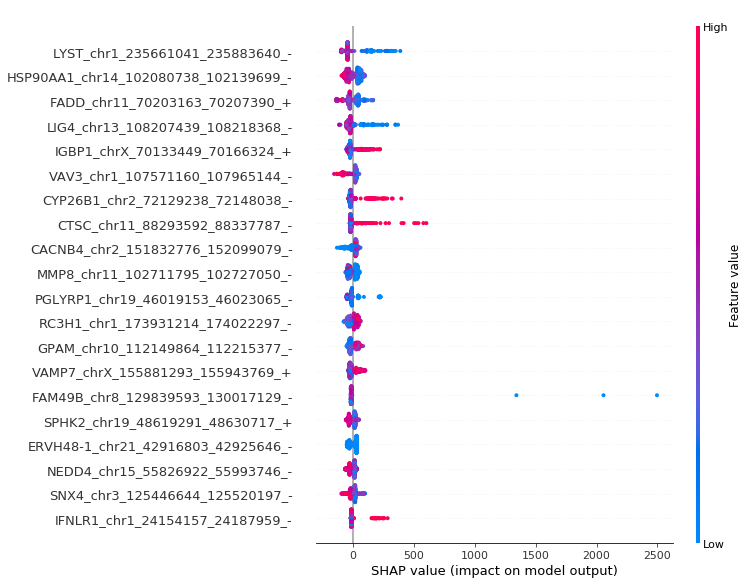 High
LYST_chr1_235661041_235883640_-
HSP90AA1_chr14_102080738_102139699_-
FADD_chr11_70203163_70207390_+
LIG4_chr13_108207439_108218368_-
IGBP1_chrX_70133449_70166324_+
VAV3_chr1_107571160_107965144_-
CYP26B1_chr2_72129238_72148038_-
CTSC_chr11_88293592_88337787_-
CACNB4_chr2_151832776_152099079_-
MMP8_chr11_102711795_102727050_-
PGLYRP1_chr19_46019153_46023065_-
RC3H1_chr1_173931214_174022297_-
GPAM_chr10_112149864_112215377_-
VAMP7_chrX_155881293_155943769_+
FAM49B_chr8_129839593_130017129_-
SPHK2_chr19_48619291_48630717_+
ERVH48-1_chr21_42916803_42925646_-
NEDD4_chr15_55826922_55993746_-
SNX4_chr3_125446644_125520197_-
IFNLR1_chr1_24154157_24187959_-
Feature value
Low
0 500 1000 1500 2000 2500
SHAP value (impact on model output)